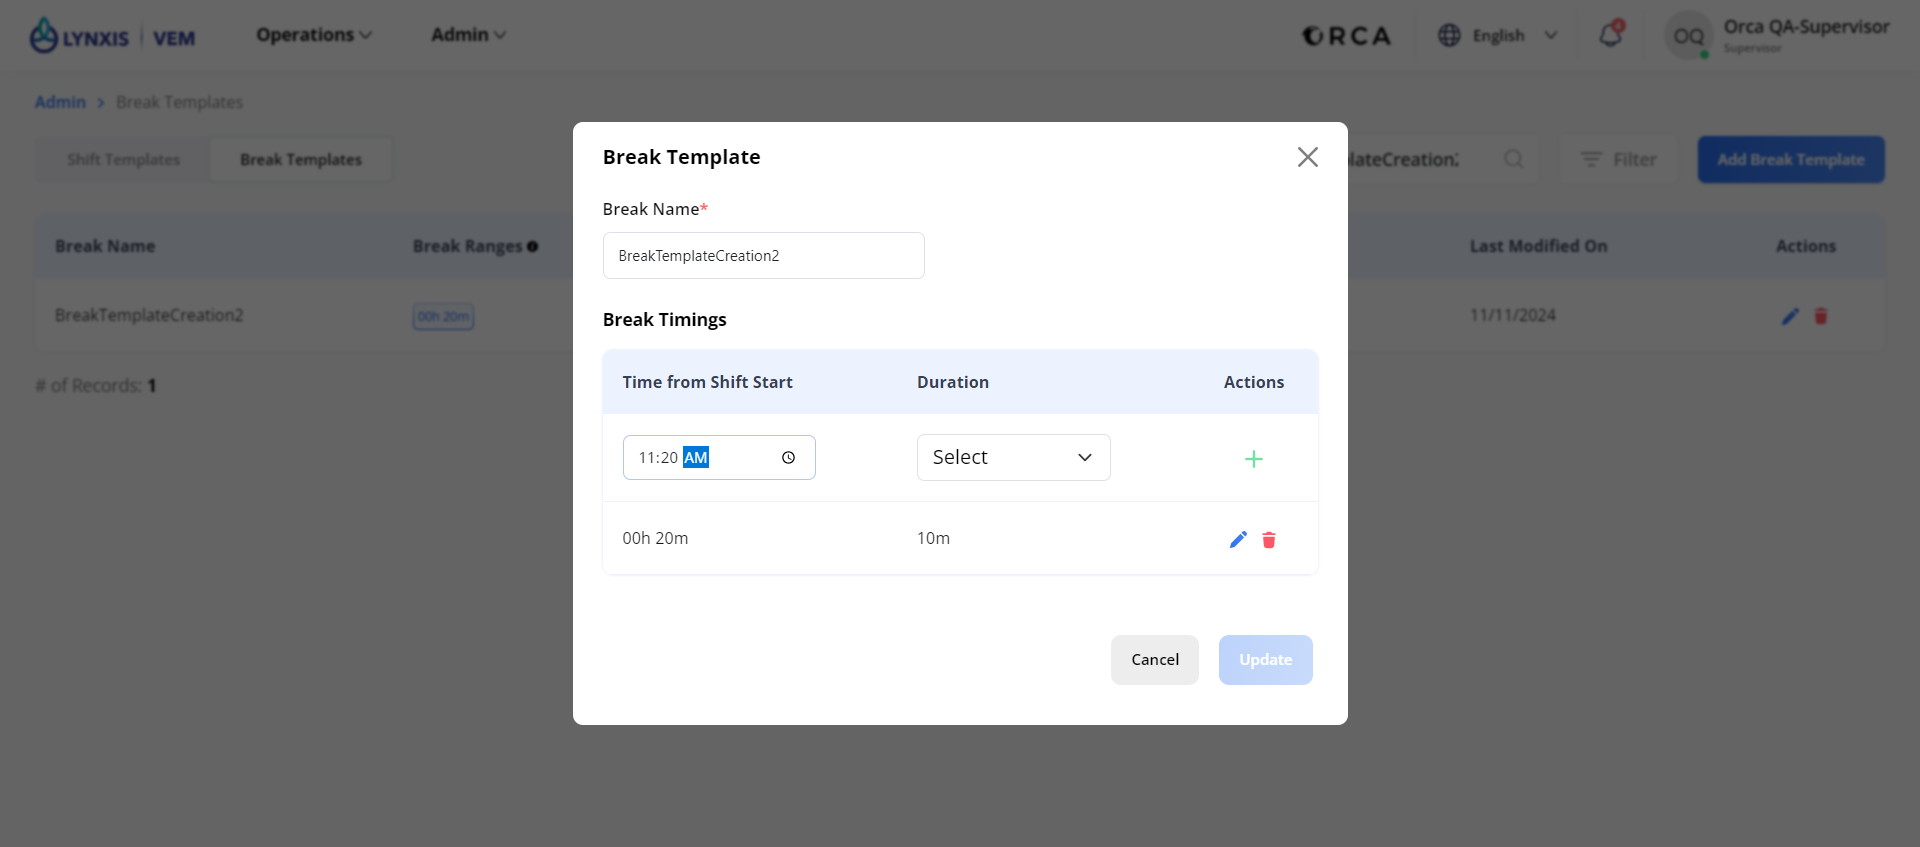 LYNXIS VEM
Operations
Admin
ORCA
English
4
OQ
Orca QA-Supervisor
Supervisor
Admin > Break Templates
Shift Templates
Break Templates
lateCreation2
Filter
Add Break Template
Break Name
Break Ranges
Last Modified On
Actions
BreakTemplateCreation2
00h 20m
11/11/2024
# of Records: 1
Break Template
Break Name*
BreakTemplateCreation2
Break Timings
Time from Shift Start
Duration
Actions
11:20 AM
Select
00h 20m
10m
Cancel
Update